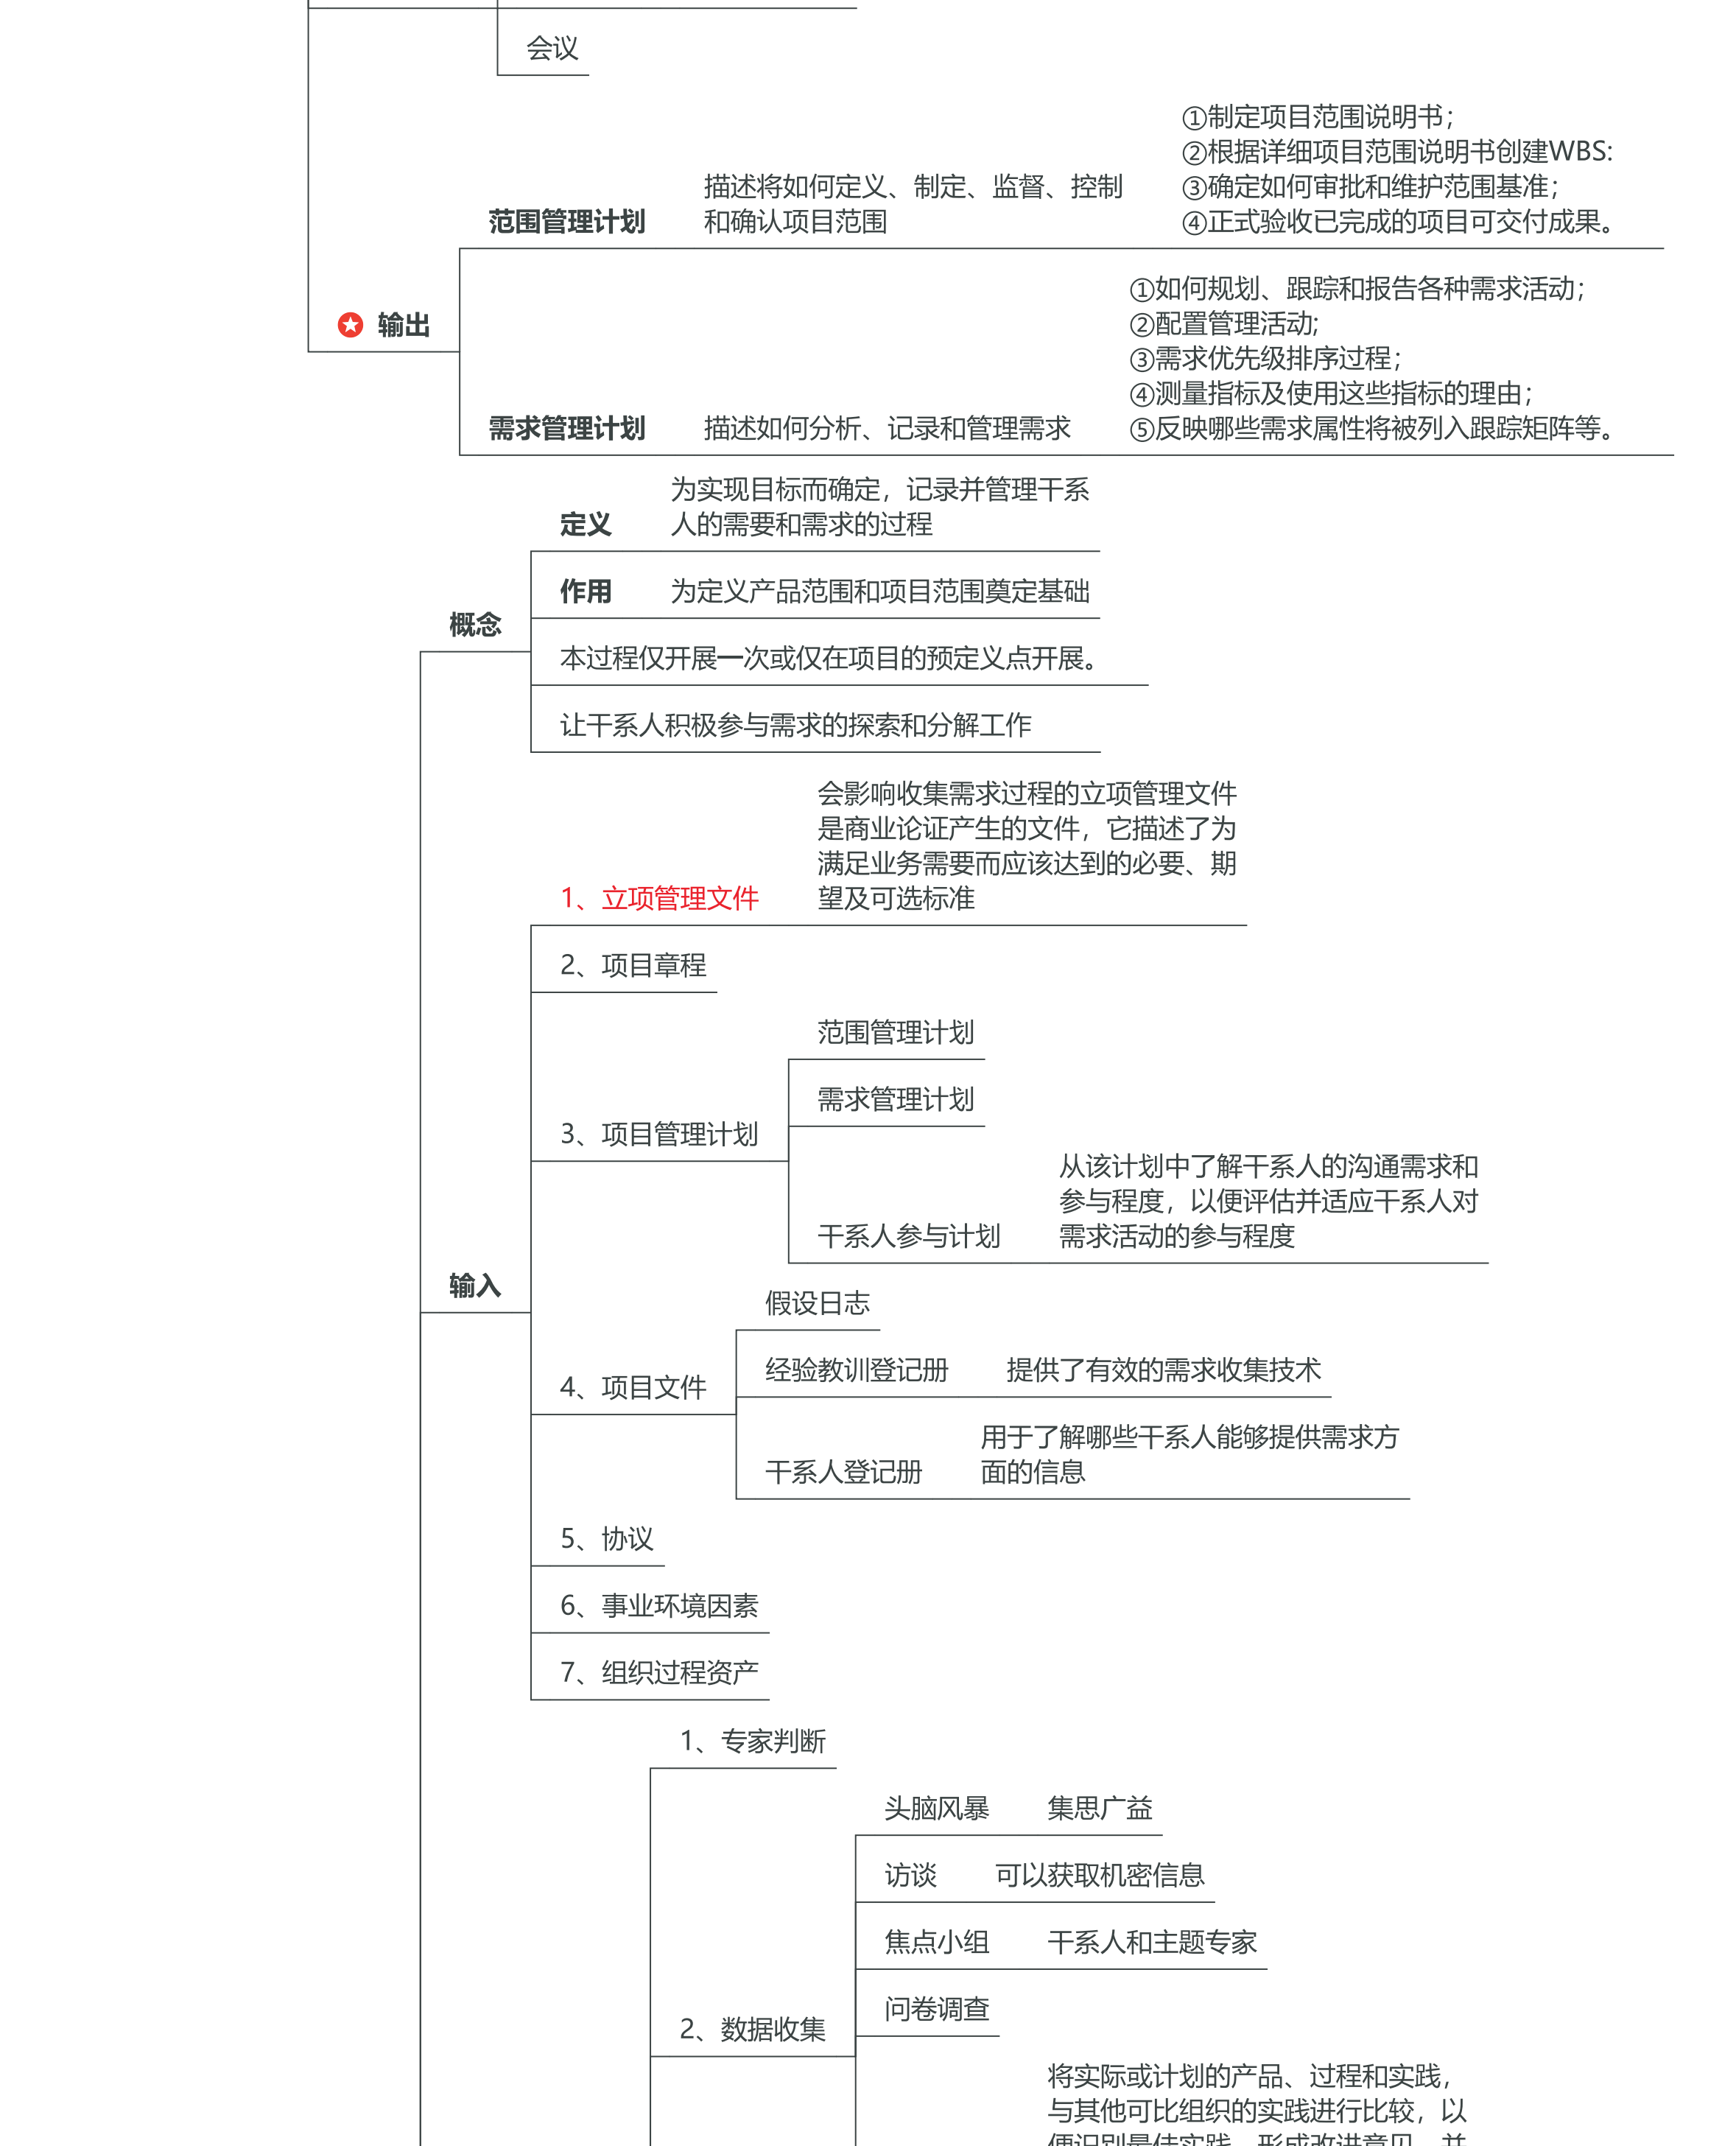 会议
范围管理计划
描述将如何定义、制定、监督、控制
和确认项目范围
①制定项目范围说明书；
②根据详细项目范围说明书创建WBS:
③确定如何审批和维护范围基准；
④正式验收已完成的项目可交付成果。
输出
需求管理计划
描述如何分析、记录和管理需求
①如何规划、跟踪和报告各种需求活动；
②配置管理活动;
③需求优先级排序过程；
④测量指标及使用这些指标的理由；
⑤反映哪些需求属性将被列入跟踪矩阵等。
概念
定义
为实现目标而确定，记录并管理干系
人的需要和需求的过程
作用
为定义产品范围和项目范围奠定基础
本过程仅开展一次或仅在项目的预定义点开展。
让干系人积极参与需求的探索和分解工作
输入
1、立项管理文件
会影响收集需求过程的立项管理文件
是商业论证产生的文件，它描述了为
满足业务需要而应该达到的必要、期
望及可选标准
2、项目章程
3、项目管理计划
范围管理计划
需求管理计划
干系人参与计划
从该计划中了解干系人的沟通需求和
参与程度，以便评估并适应干系人对
需求活动的参与程度
4、项目文件
假设日志
经验教训登记册
提供了有效的需求收集技术
干系人登记册
用于了解哪些干系人能够提供需求方
面的信息
5、协议
6、事业环境因素
7、组织过程资产
1、专家判断
2、数据收集
头脑风暴
集思广益
访谈
可以获取机密信息
焦点小组
干系人和主题专家
问卷调查
将实际或计划的产品、过程和实践，
与其他可比组织的实践进行比较，以
便识别最佳实践，形成改进意见，并